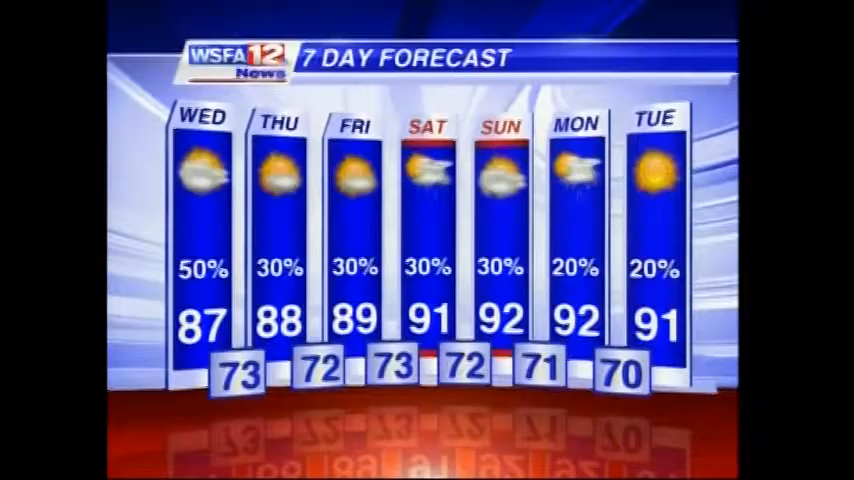 WSFA 12
News
7 DAY FORECAST
WED THU FRI SAT SUN MON TUE
50% 30% 30% 30% 30% 20% 20%
87 88 89 91 92 92 91
73 72 73 72 71 70